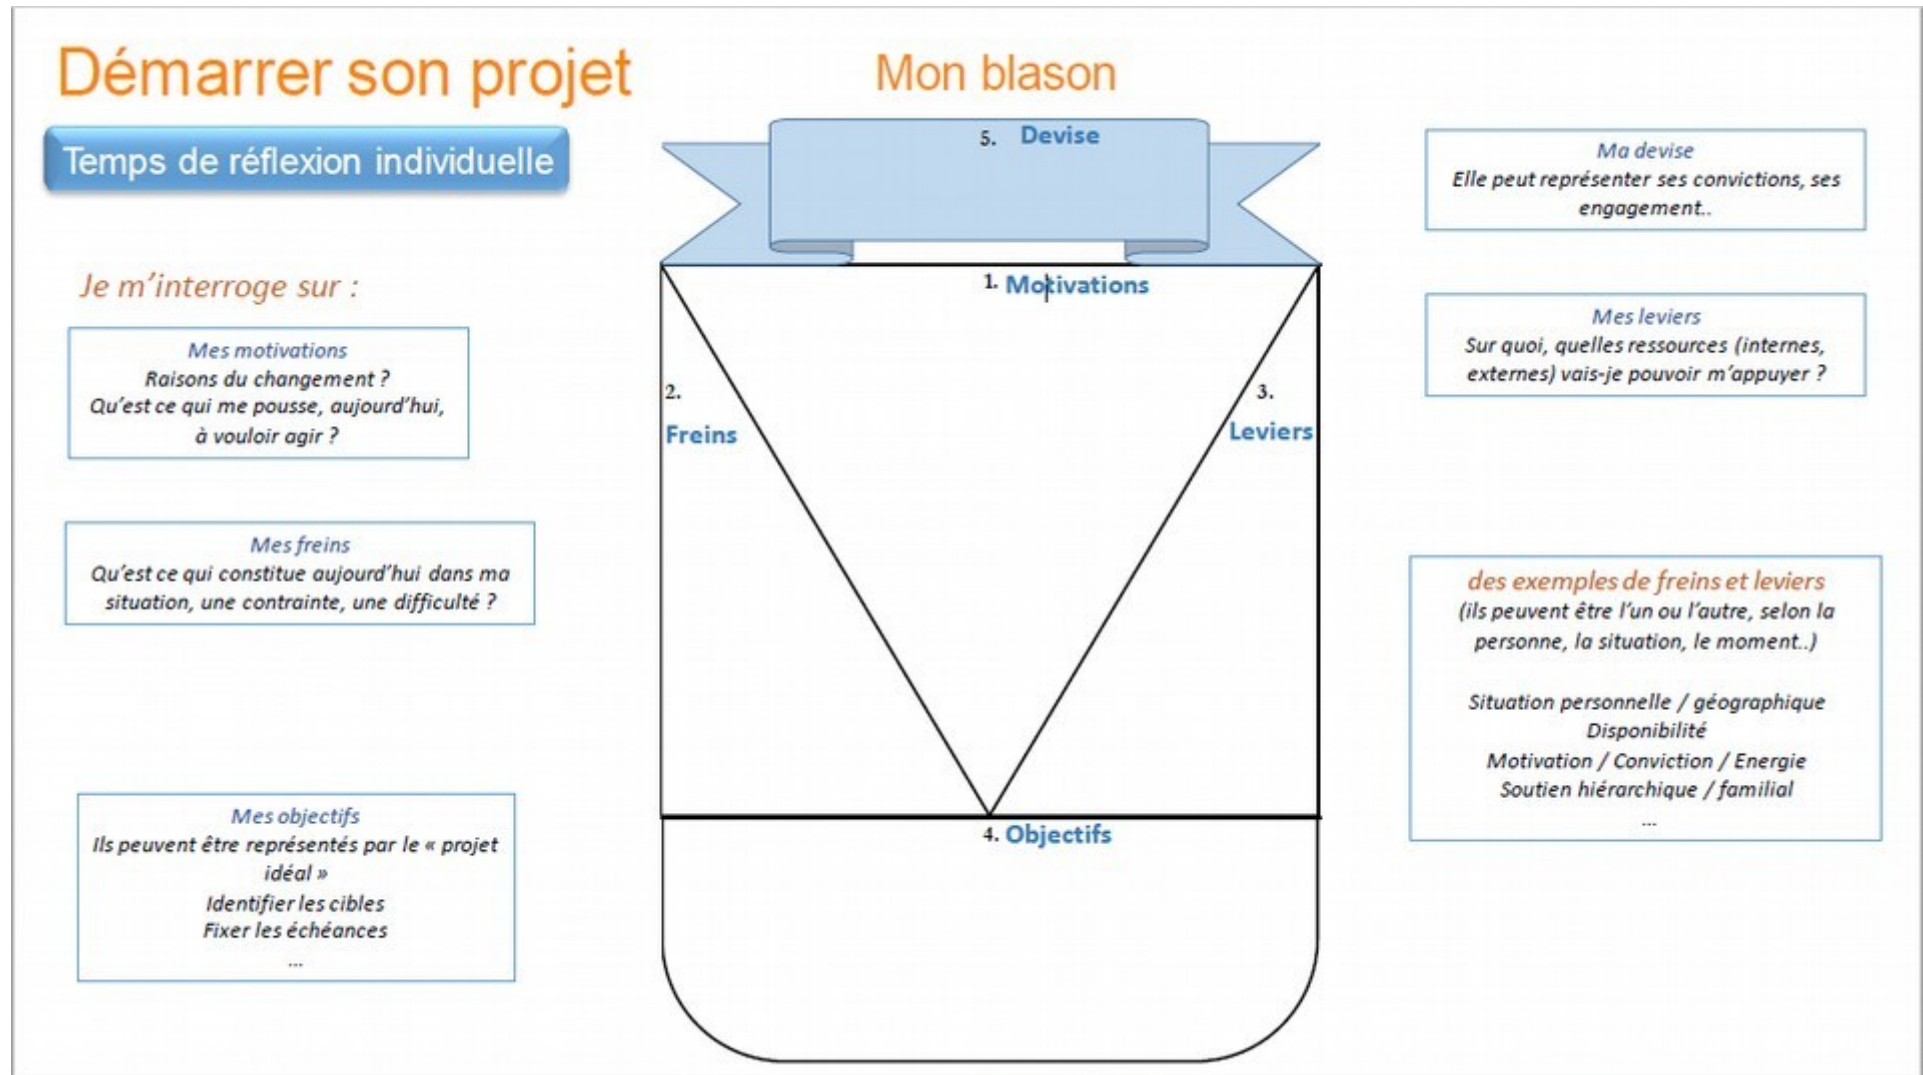 Démarrer son projet
Temps de réflexion individuelle
Je m'interroge sur :
Mes motivations
Raisons du changement ?
Qu'est ce qui me pousse, aujourd'hui,
à vouloir agir ?
Mes freins
Qu'est ce qui constitue aujourd'hui dans ma
situation, une contrainte, une difficulté ?
Mes objectifs
Ils peuvent être représentés par le « projet
idéal »
Identifier les cibles
Fixer les échéances
...
Mon blason
5. Devise
1. Motivations
2.
Freins
3.
Leviers
4. Objectifs
Ma devise
Elle peut représenter ses convictions, ses
engagement..
Mes leviers
Sur quoi, quelles ressources (internes,
externes) vais-je pouvoir m'appuyer ?
des exemples de freins et leviers
(ils peuvent être l'un ou l'autre, selon la
personne, la situation, le moment..)
Situation personnelle / géographique
Disponibilité
Motivation / Conviction / Energie
Soutien hiérarchique / familial
...